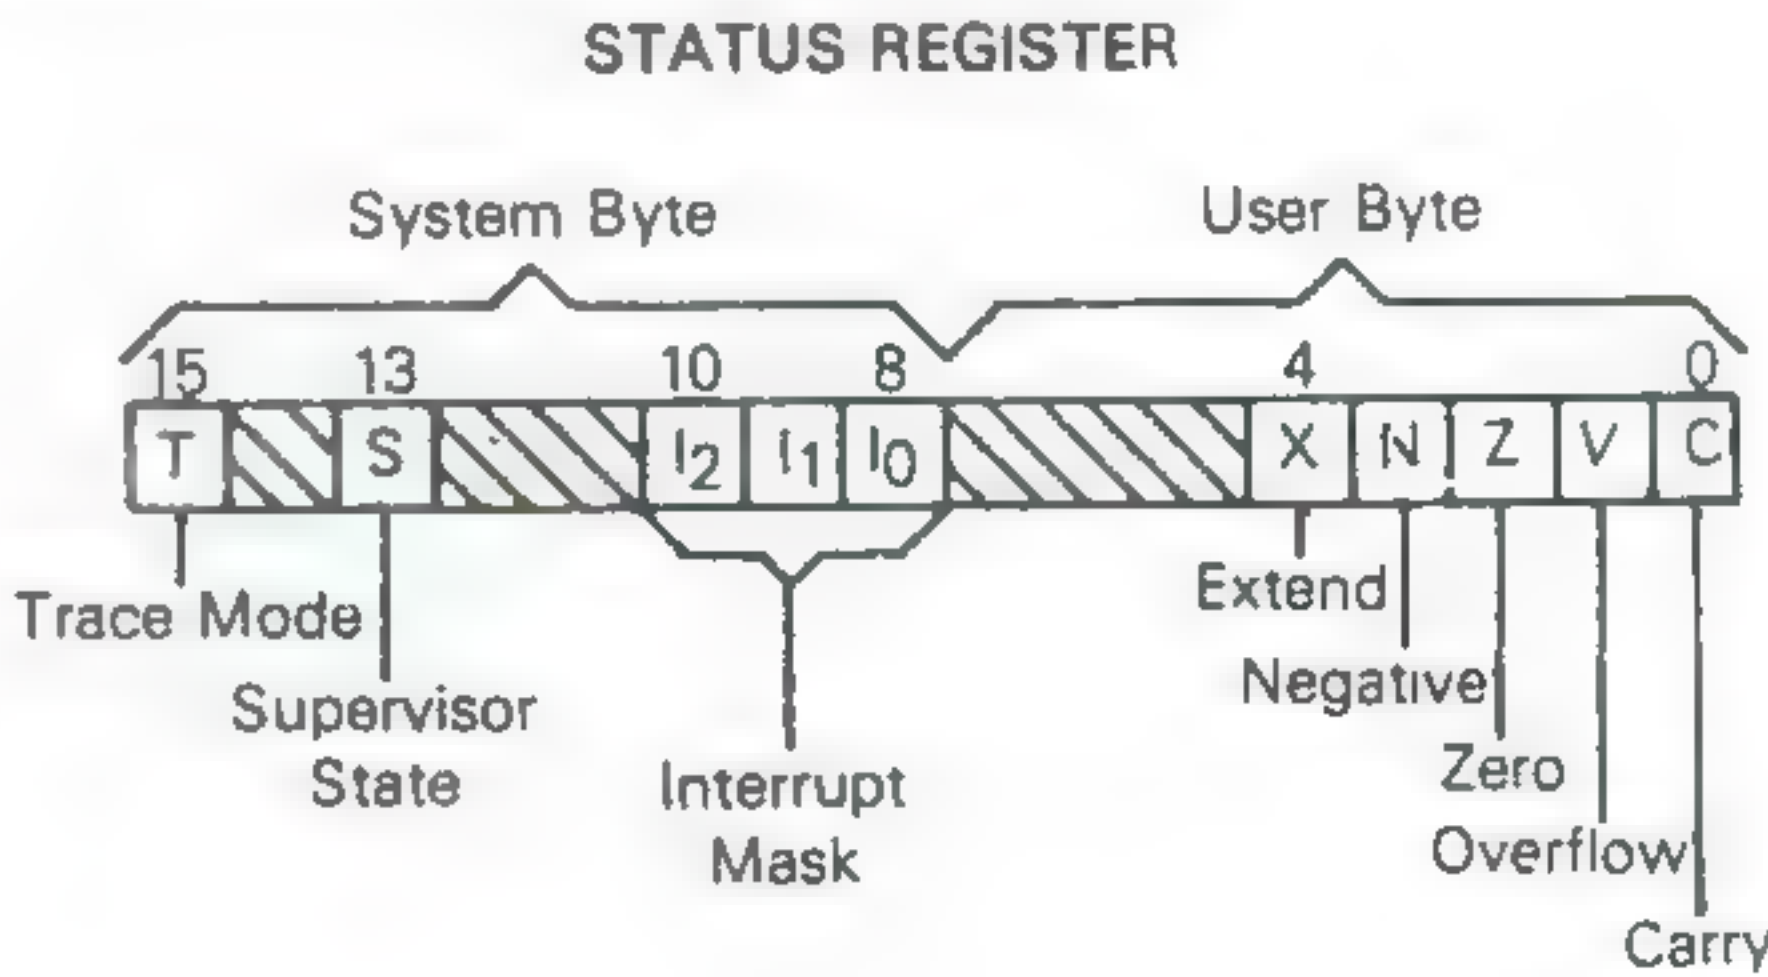 STATUS REGISTER
System Byte
User Byte
15 13 10 8 4 0
T S I2 I1 I0 X N Z V C
Trace Mode
Extend
Supervisor
State
Negative
Interrupt
Mask
Zero
Overflow
Carry